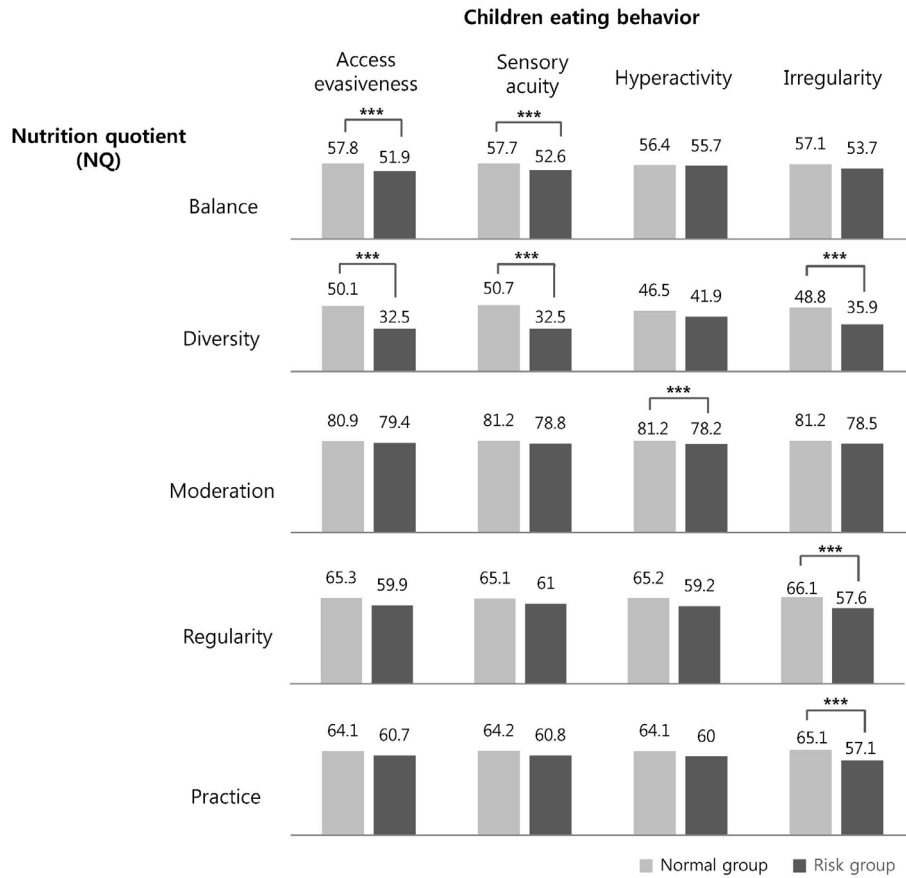 Children eating behavior
Access
evasiveness
Sensory
acuity
Hyperactivity
Irregularity
Nutrition quotient
(NQ)
*** ***
57.8 51.9 57.7 52.6 56.4 55.7 57.1 53.7
Balance
*** *** ***
50.1 32.5 50.7 32.5 46.5 41.9 48.8 35.9
Diversity
***
80.9 79.4 81.2 78.8 81.2 78.2 81.2 78.5
Moderation
***
65.3 59.9 65.1 61 65.2 59.2 66.1 57.6
Regularity
***
64.1 60.7 64.2 60.8 64.1 60 65.1 57.1
Practice
Normal group Risk group